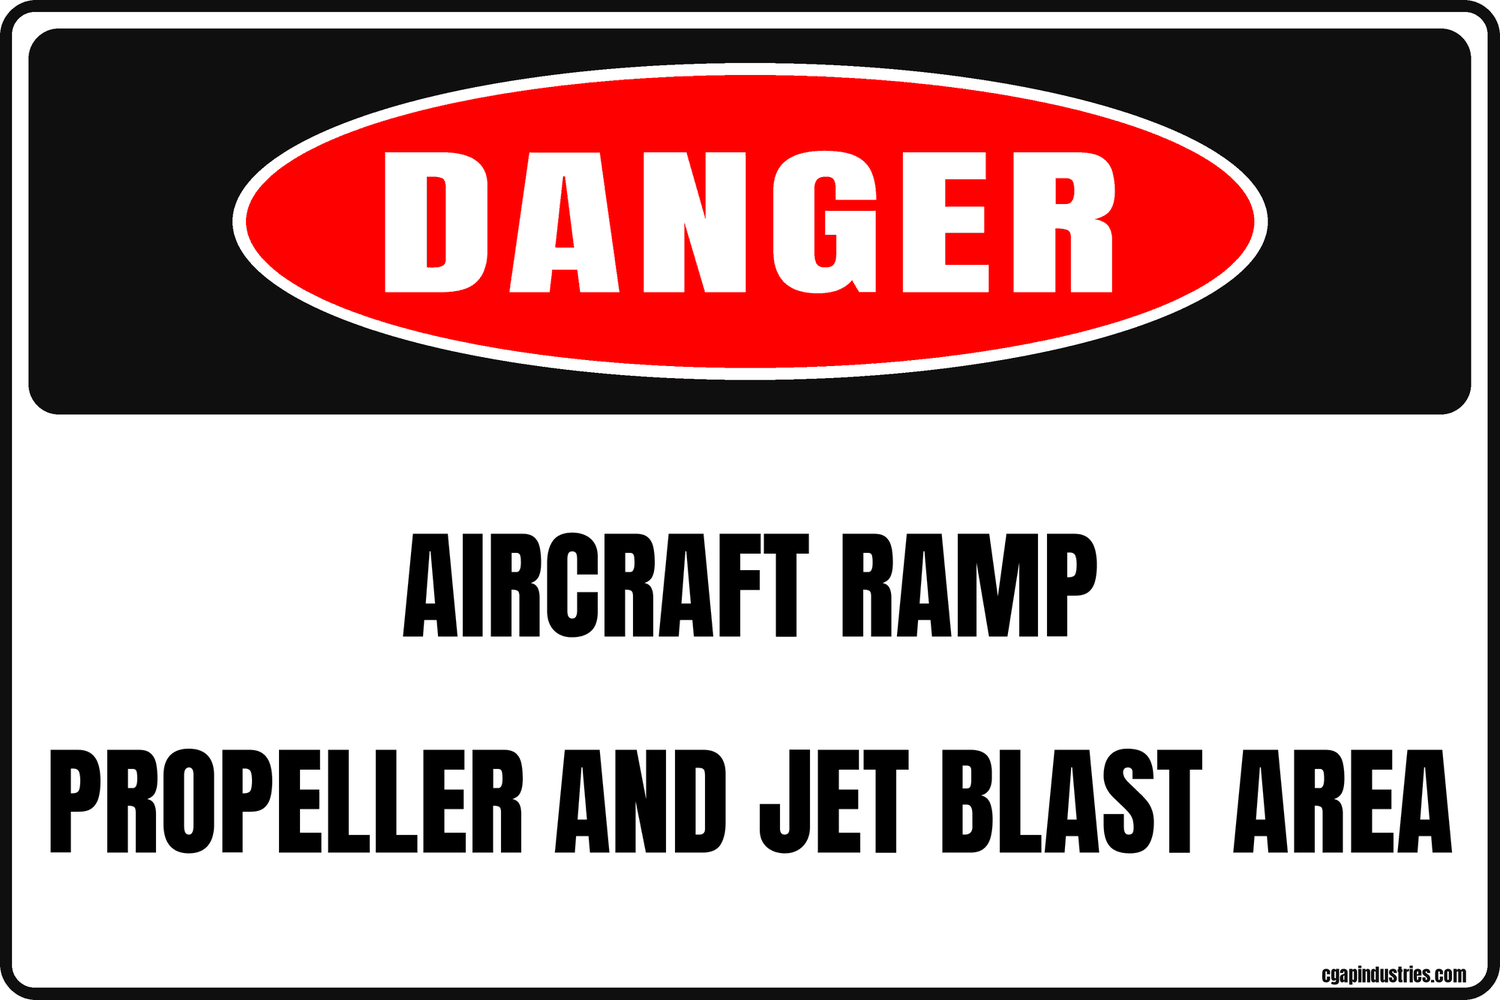 DANGER
AIRCRAFT RAMP
PROPELLER AND JET BLAST AREA
cgapindustries.com